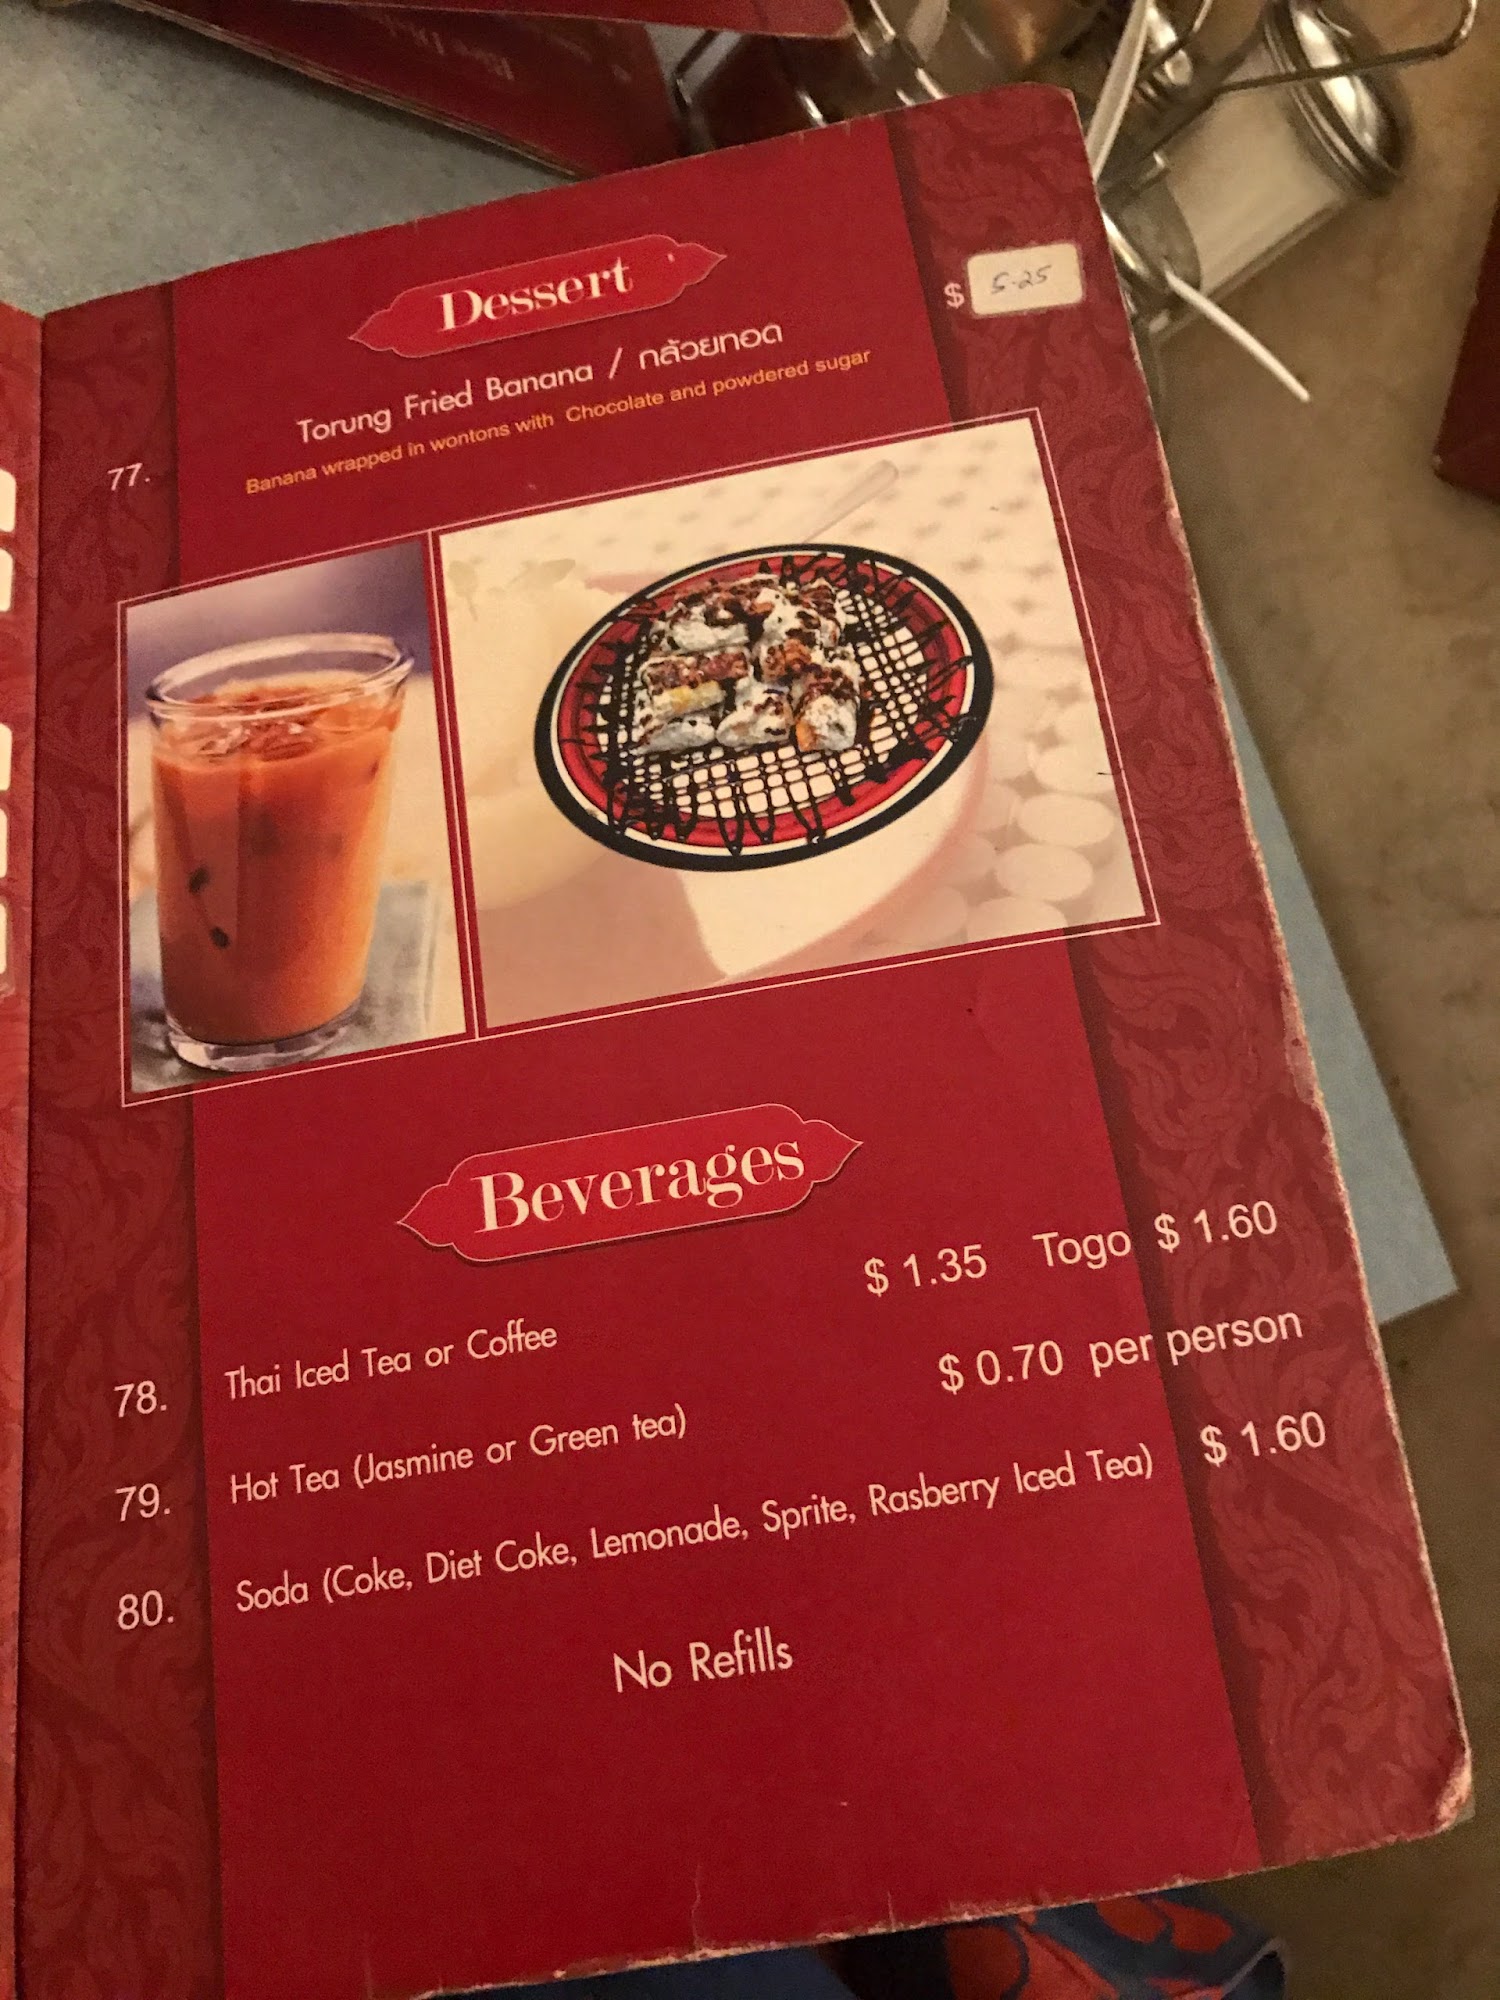 Dessert
$ 5.25
77. Torung Fried Banana / กล้วยทอด
Banana wrapped in wontons with Chocolate and powdered sugar
Beverages
78. Thai Iced Tea or Coffee $ 1.35 Togo $ 1.60
79. Hot Tea (Jasmine or Green tea) $ 0.70 per person
80. Soda (Coke, Diet Coke, Lemonade, Sprite, Rasberry Iced Tea) $ 1.60
No Refills